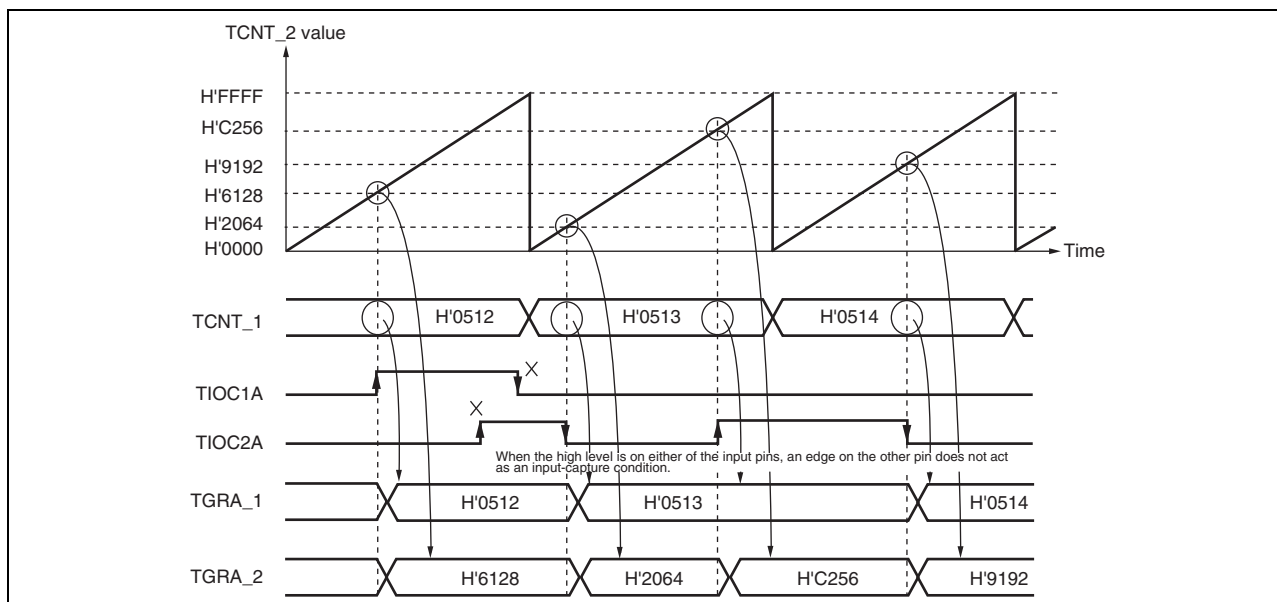 TCNT_2 value
H'FFFF
H'C256
H'9192
H'6128
H'2064
H'0000
Time
TCNT_1
H'0512
H'0513
H'0514
TIOC1A
X
X
TIOC2A
When the high level is on either of the input pins, an edge on the other pin does not act
as an input-capture condition.
TGRA_1
H'0512
H'0513
H'0514
TGRA_2
H'6128
H'2064
H'C256
H'9192